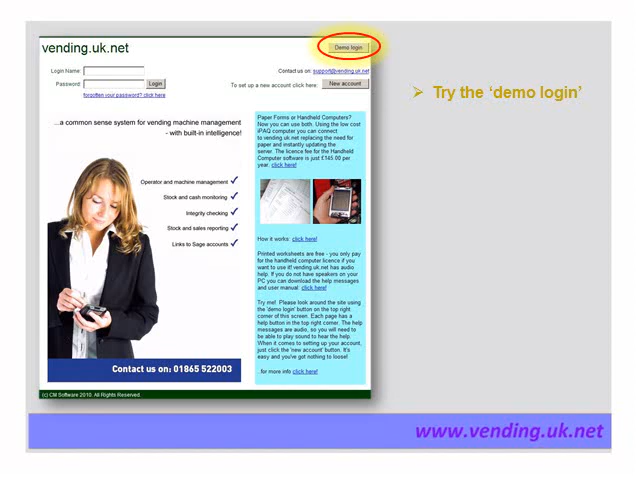 vending.uk.net
Demo login
Login Name:
Contact us on: support@vending.uk.net
Password:
Login
To set up a new account click here:
New account
forgotten your password? click here
...a common sense system for vending machine management
- with built-in intelligence!
Operator and machine management
Stock and cash monitoring
Integrity checking
Stock and sales reporting
Links to Sage accounts
Contact us on: 01865 522003
Paper Forms or Handheld Computers?
Now you can use both. Using the low cost
iPAQ computer you can connect
to vending.uk.net replacing the need for
paper and instantly updating the
server. The licence fee for the Handheld
Computer software is just £145.00 per
year. click here!
How it works: click here!
Printed worksheets are free - you only pay
for the handheld computer licence if you
want to use it! vending.uk.net has audio
help. If you do not have speakers on your
PC you can download the help messages
and user manual: click here!
Try me! Please look around the site using
the 'demo login' button on the top right
corner of this screen. Each page has a
help button in the top right corner. The help
messages are audio, so you will need to
be able to play sound to hear the help.
When it comes to setting up your account,
just click the 'new account' button. It's
easy and you've got nothing to loose!
..for more info click here!
(c) CM Software 2010. All Rights Reserved.
➢ Try the ‘demo login’
www.vending.uk.net